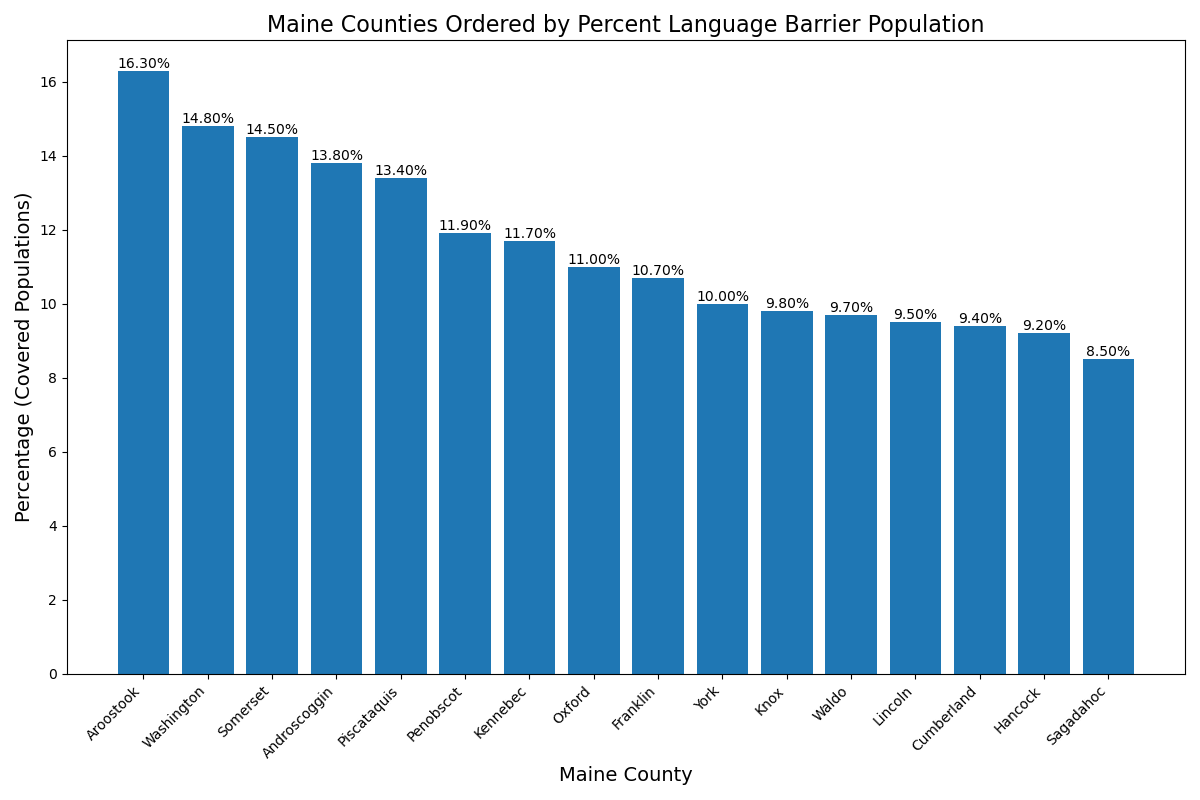 Maine Counties Ordered by Percent Language Barrier Population
Percentage (Covered Populations)
16
14
12
10
8
6
4
2
0
16.30%
14.80%
14.50%
13.80%
13.40%
11.90%
11.70%
11.00%
10.70%
10.00%
9.80%
9.70%
9.50%
9.40%
9.20%
8.50%
Aroostook
Washington
Somerset
Androscoggin
Piscataquis
Penobscot
Kennebec
Oxford
Franklin
York
Knox
Waldo
Lincoln
Cumberland
Hancock
Sagadahoc
Maine County